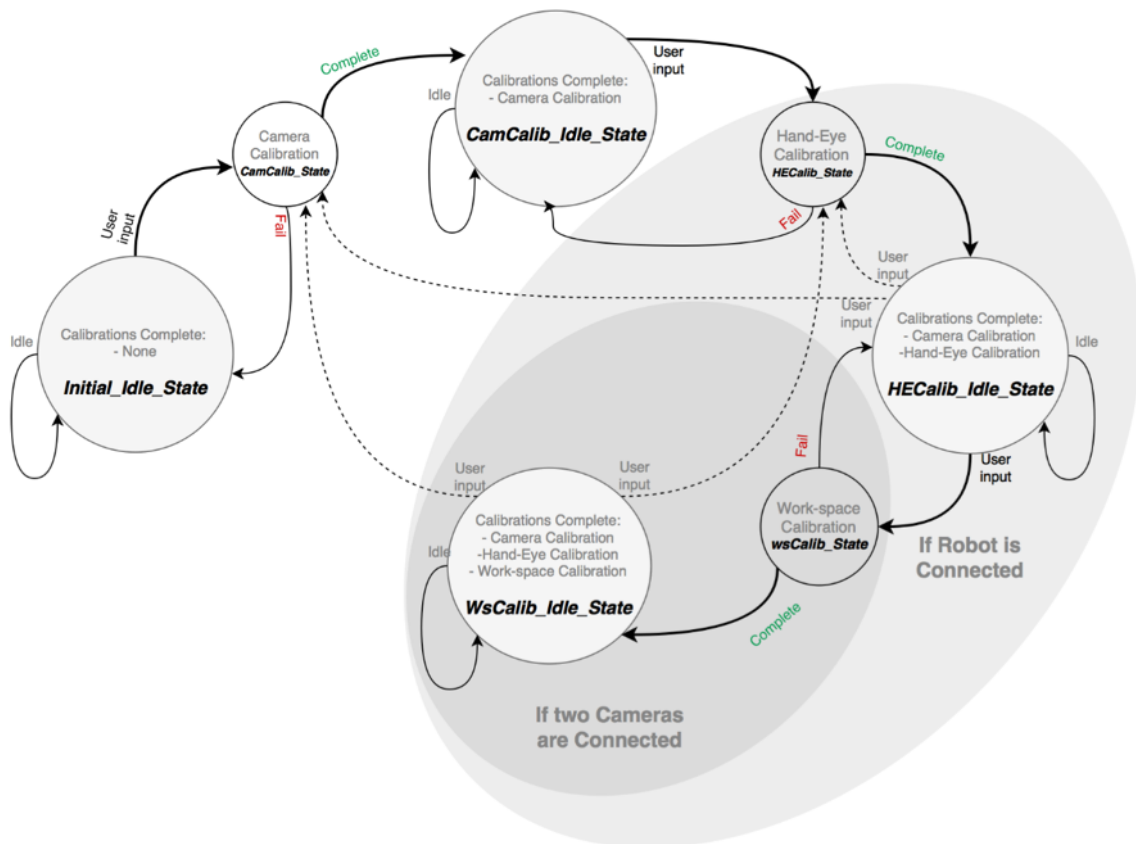 User
input
Complete
Calibrations Complete:
- Camera Calibration
CamCalib_Idle_State
Idle
Camera
Calibration
CamCalib_State
Hand-Eye
Calibration
HECalib_State
Complete
User
input
Fail
Fail
User
input
User
input
Calibrations Complete:
- None
Initial_Idle_State
Idle
Calibrations Complete:
- Camera Calibration
-Hand-Eye Calibration
HECalib_Idle_State
Idle
Fail
User
input
User
input
User
input
Calibrations Complete:
- Camera Calibration
-Hand-Eye Calibration
- Work-space Calibration
WsCalib_Idle_State
Idle
Work-space
Calibration
wsCalib_State
If Robot is
Connected
Complete
If two Cameras
are Connected